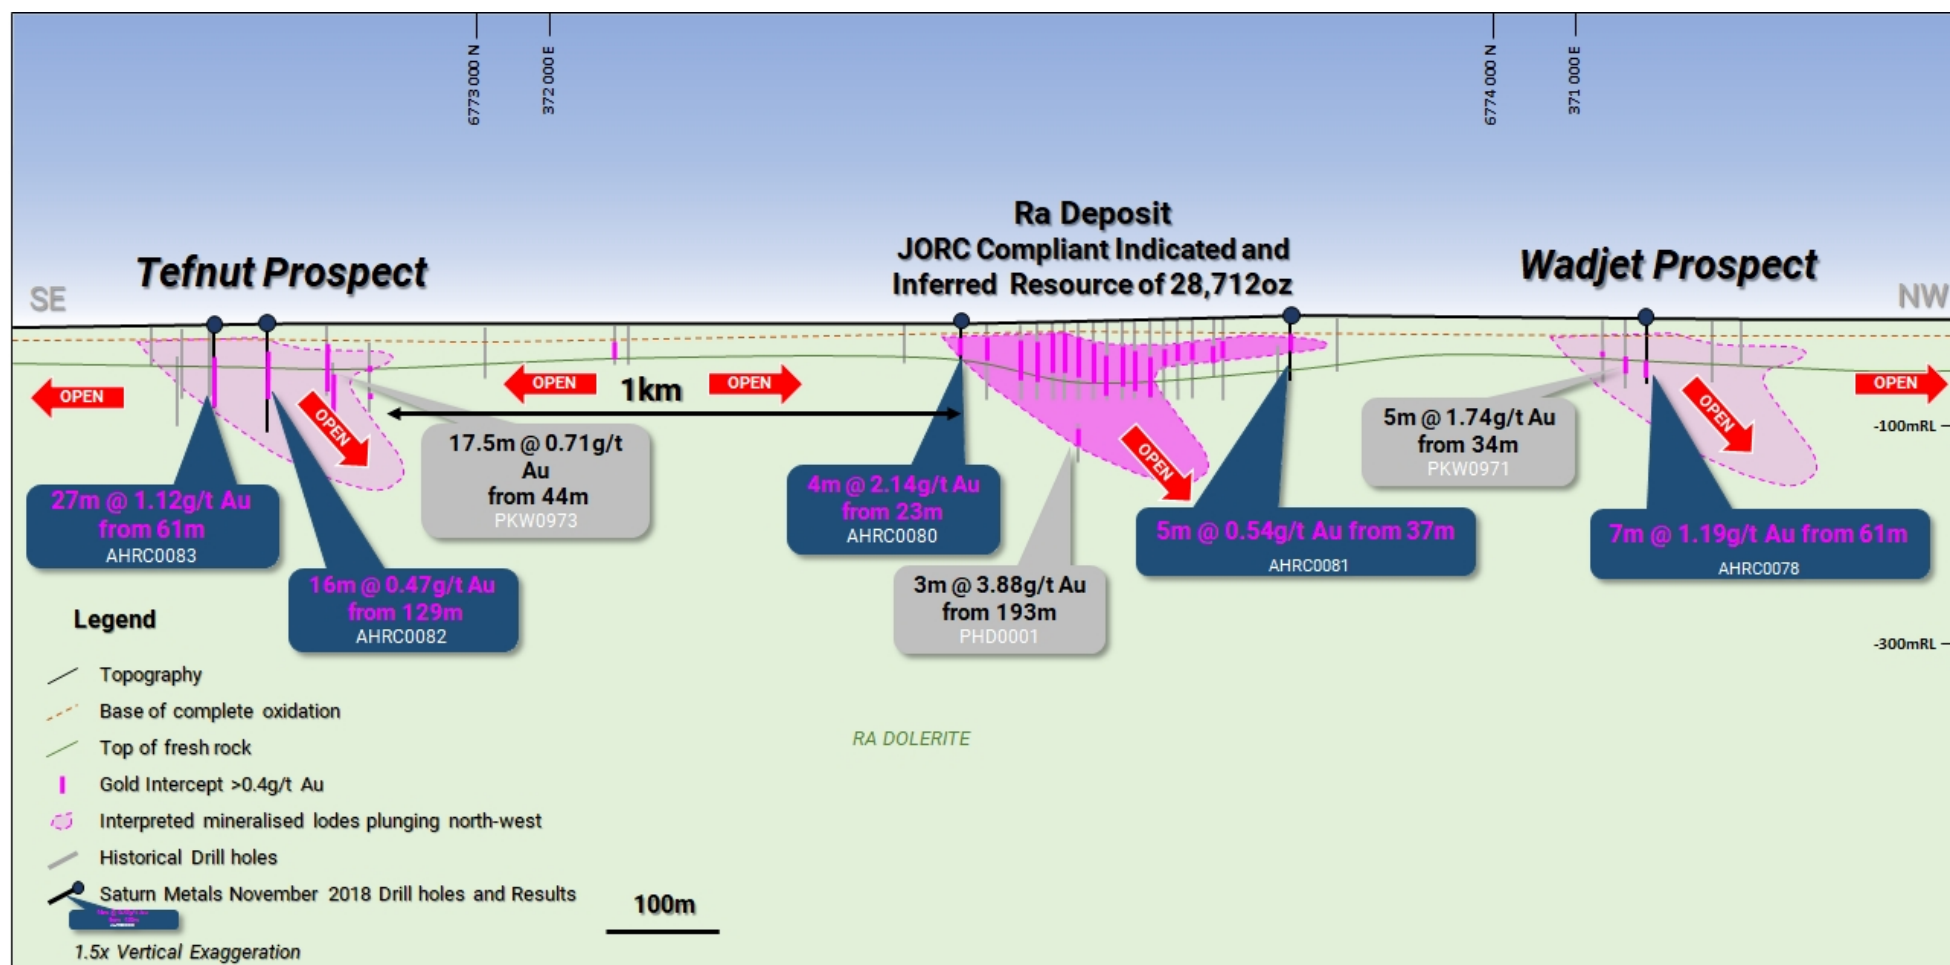 6773 000 N
372 000 E
6774 000 N
371 000 E
Ra Deposit
JORC Compliant Indicated and
Inferred Resource of 28,712oz
Tefnut Prospect
Wadjet Prospect
SE
NW
OPEN
OPEN
OPEN
1km
OPEN
OPEN
OPEN
OPEN
-100mRL
-300mRL
27m @ 1.12g/t Au
from 61m
AHRC0083
16m @ 0.47g/t Au
from 129m
AHRC0082
17.5m @ 0.71g/t
Au
from 44m
PKW0973
4m @ 2.14g/t Au
from 23m
AHRC0080
3m @ 3.88g/t Au
from 193m
PHD0001
5m @ 0.54g/t Au from 37m
AHRC0081
5m @ 1.74g/t Au
from 34m
PKW0971
7m @ 1.19g/t Au from 61m
AHRC0078
RA DOLERITE
Legend
Topography
Base of complete oxidation
Top of fresh rock
Gold Intercept >0.4g/t Au
Interpreted mineralised lodes plunging north-west
Historical Drill holes
Saturn Metals November 2018 Drill holes and Results
1.5x Vertical Exaggeration
100m